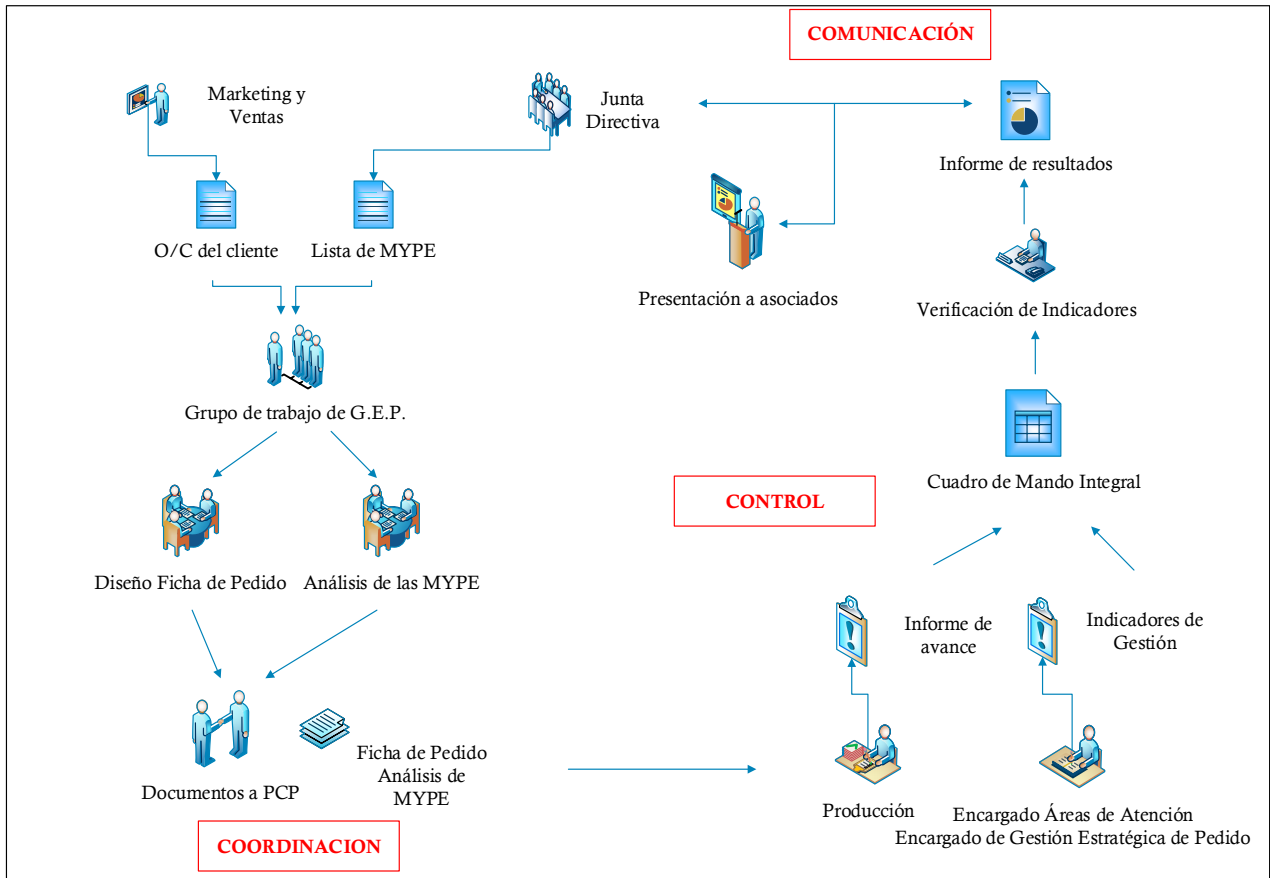 COMUNICACIÓN
Marketing y
Ventas
Junta
Directiva
Informe de resultados
O/C del cliente
Lista de MYPE
Presentación a asociados
Verificación de Indicadores
Grupo de trabajo de G.E.P.
Cuadro de Mando Integral
CONTROL
Diseño Ficha de Pedido
Análisis de las MYPE
Informe de
avance
Indicadores de
Gestión
Ficha de Pedido
Análisis de
MYPE
Documentos a PCP
Producción
Encargado Áreas de Atención
Encargado de Gestión Estratégica de Pedido
COORDINACION